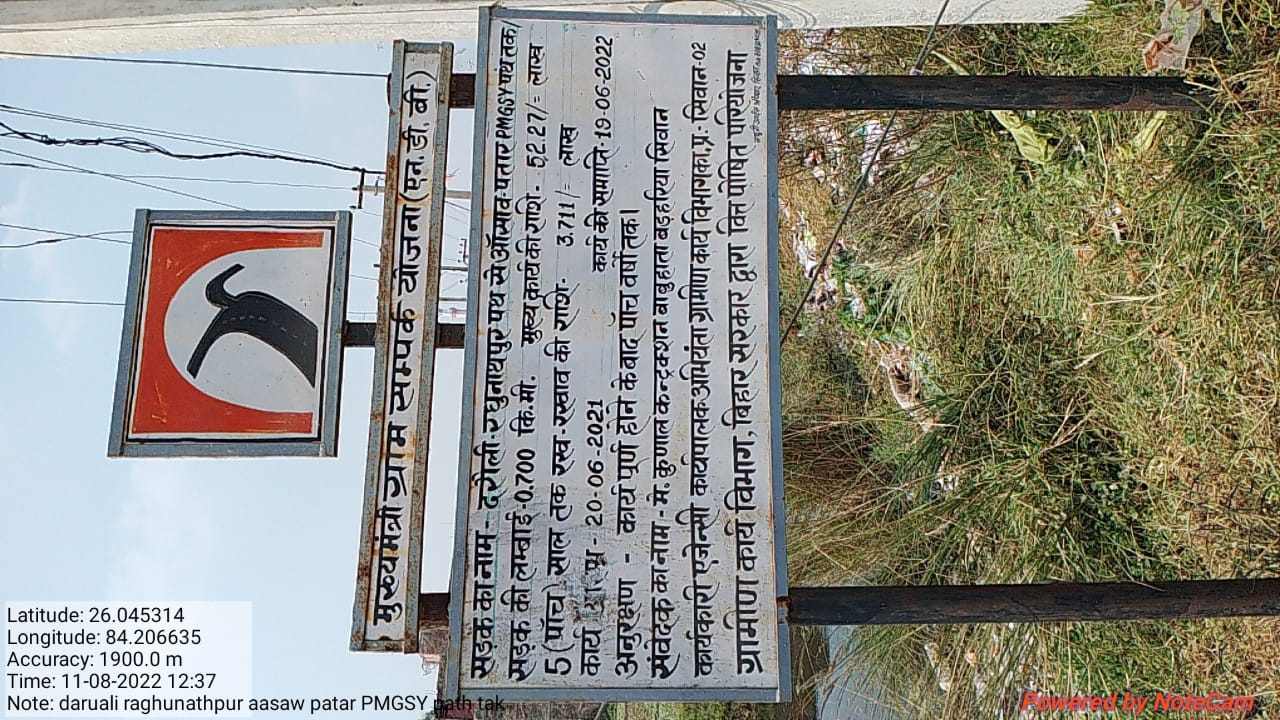 मुख्यमंत्री ग्राम सम्पर्क योजना (एन.डी.बी)
सड़क का नाम - दरौली रघुनाथपुर पथ से आँसाव-पतार PMGSY पथ तक/
सड़क की लम्बाई-0.700 कि.मी. मुख्य कार्य की राशि:- 52.27/= लाख
5 (पाँच साल तक रख रखाव की राशि:- 3.711/= लाख
कार्य प्रा॰ - 20-06-2021 कार्य की समाप्ति:-19-06-2022
अनुरक्षण - कार्य पूर्ण होने के बाद पाँच वर्षो तक।
संवेदक का नाम - मे. कुणाल कन्ट्रक्शन बाबुहाता बड़हरिया सिवान
कार्यकारी एजेन्सी कार्यपालक अभियंता ग्रामीण कार्य विभाग का.प्र.: सिवान-02
ग्रामीण कार्य विभाग, बिहार सरकार द्वारा वित्त पोषित परियोजना
Latitude: 26.045314
Longitude: 84.206635
Accuracy: 1900.0 m
Time: 11-08-2022 12:37
Note: daruali raghunathpur aasaw patar PMGSY path tak
Powered by NoteCam